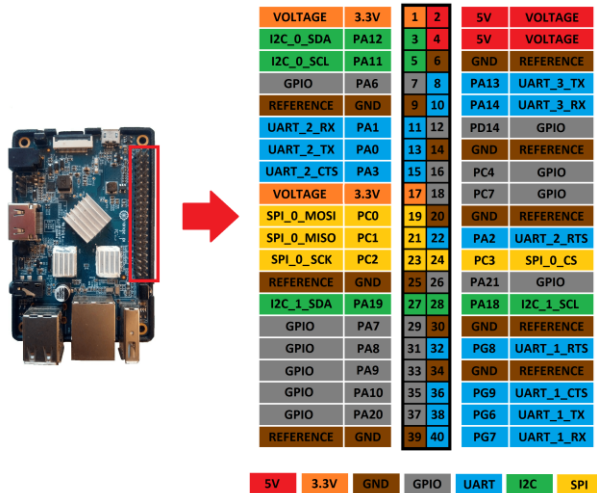 VOLTAGE 3.3V 1 2 5V VOLTAGE
I2C_0_SDA PA12 3 4 5V VOLTAGE
I2C_0_SCL PA11 5 6 GND REFERENCE
GPIO PA6 7 8 PA13 UART_3_TX
REFERENCE GND 9 10 PA14 UART_3_RX
UART_2_RX PA1 11 12 PD14 GPIO
UART_2_TX PA0 13 14 GND REFERENCE
UART_2_CTS PA3 15 16 PC4 GPIO
VOLTAGE 3.3V 17 18 PC7 GPIO
SPI_0_MOSI PC0 19 20 GND REFERENCE
SPI_0_MISO PC1 21 22 PA2 UART_2_RTS
SPI_0_SCK PC2 23 24 PC3 SPI_0_CS
REFERENCE GND 25 26 PA21 GPIO
I2C_1_SDA PA19 27 28 PA18 I2C_1_SCL
GPIO PA7 29 30 GND REFERENCE
GPIO PA8 31 32 PG8 UART_1_RTS
GPIO PA9 33 34 GND REFERENCE
GPIO PA10 35 36 PG9 UART_1_CTS
GPIO PA20 37 38 PG6 UART_1_TX
REFERENCE GND 39 40 PG7 UART_1_RX
5V 3.3V GND GPIO UART I2C SPI